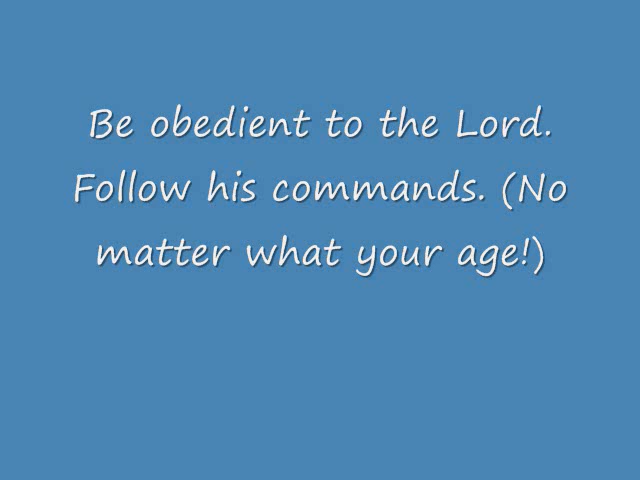 Be obedient to the Lord.
Follow his commands. (No
matter what your age!)